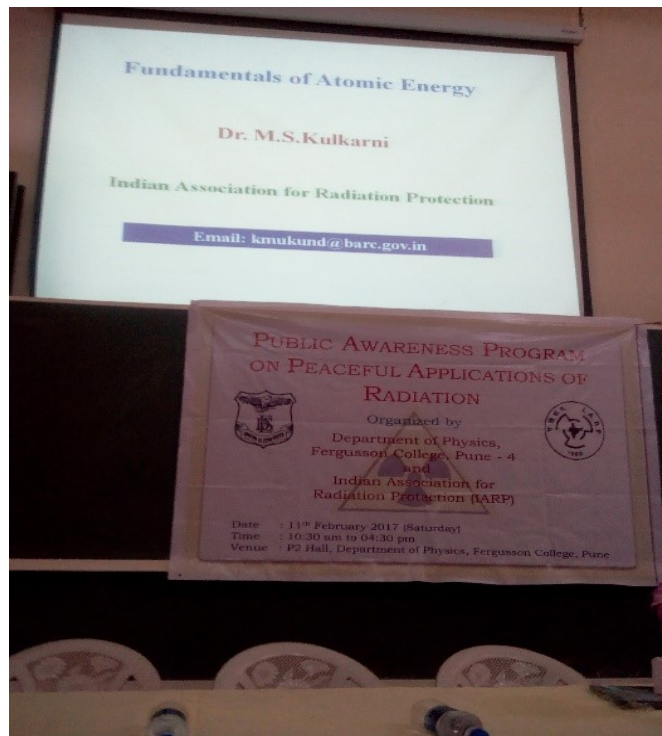 Fundamentals of Atomic Energy
Dr. M.S.Kulkarni
Indian Association for Radiation Protection
Email: kmukund@barc.gov.in
PUBLIC AWARENESS PROGRAM
ON PEACEFUL APPLICATIONS OF
RADIATION
Organized by
Department of Physics,
Fergusson College, Pune - 4
and
Indian Association for
Radiation Protection (IARP)
Date : 11th February 2017 (Saturday)
Time : 10:30 am to 04:30 pm
Venue : P2 Hall, Department of Physics, Fergusson College, Pune